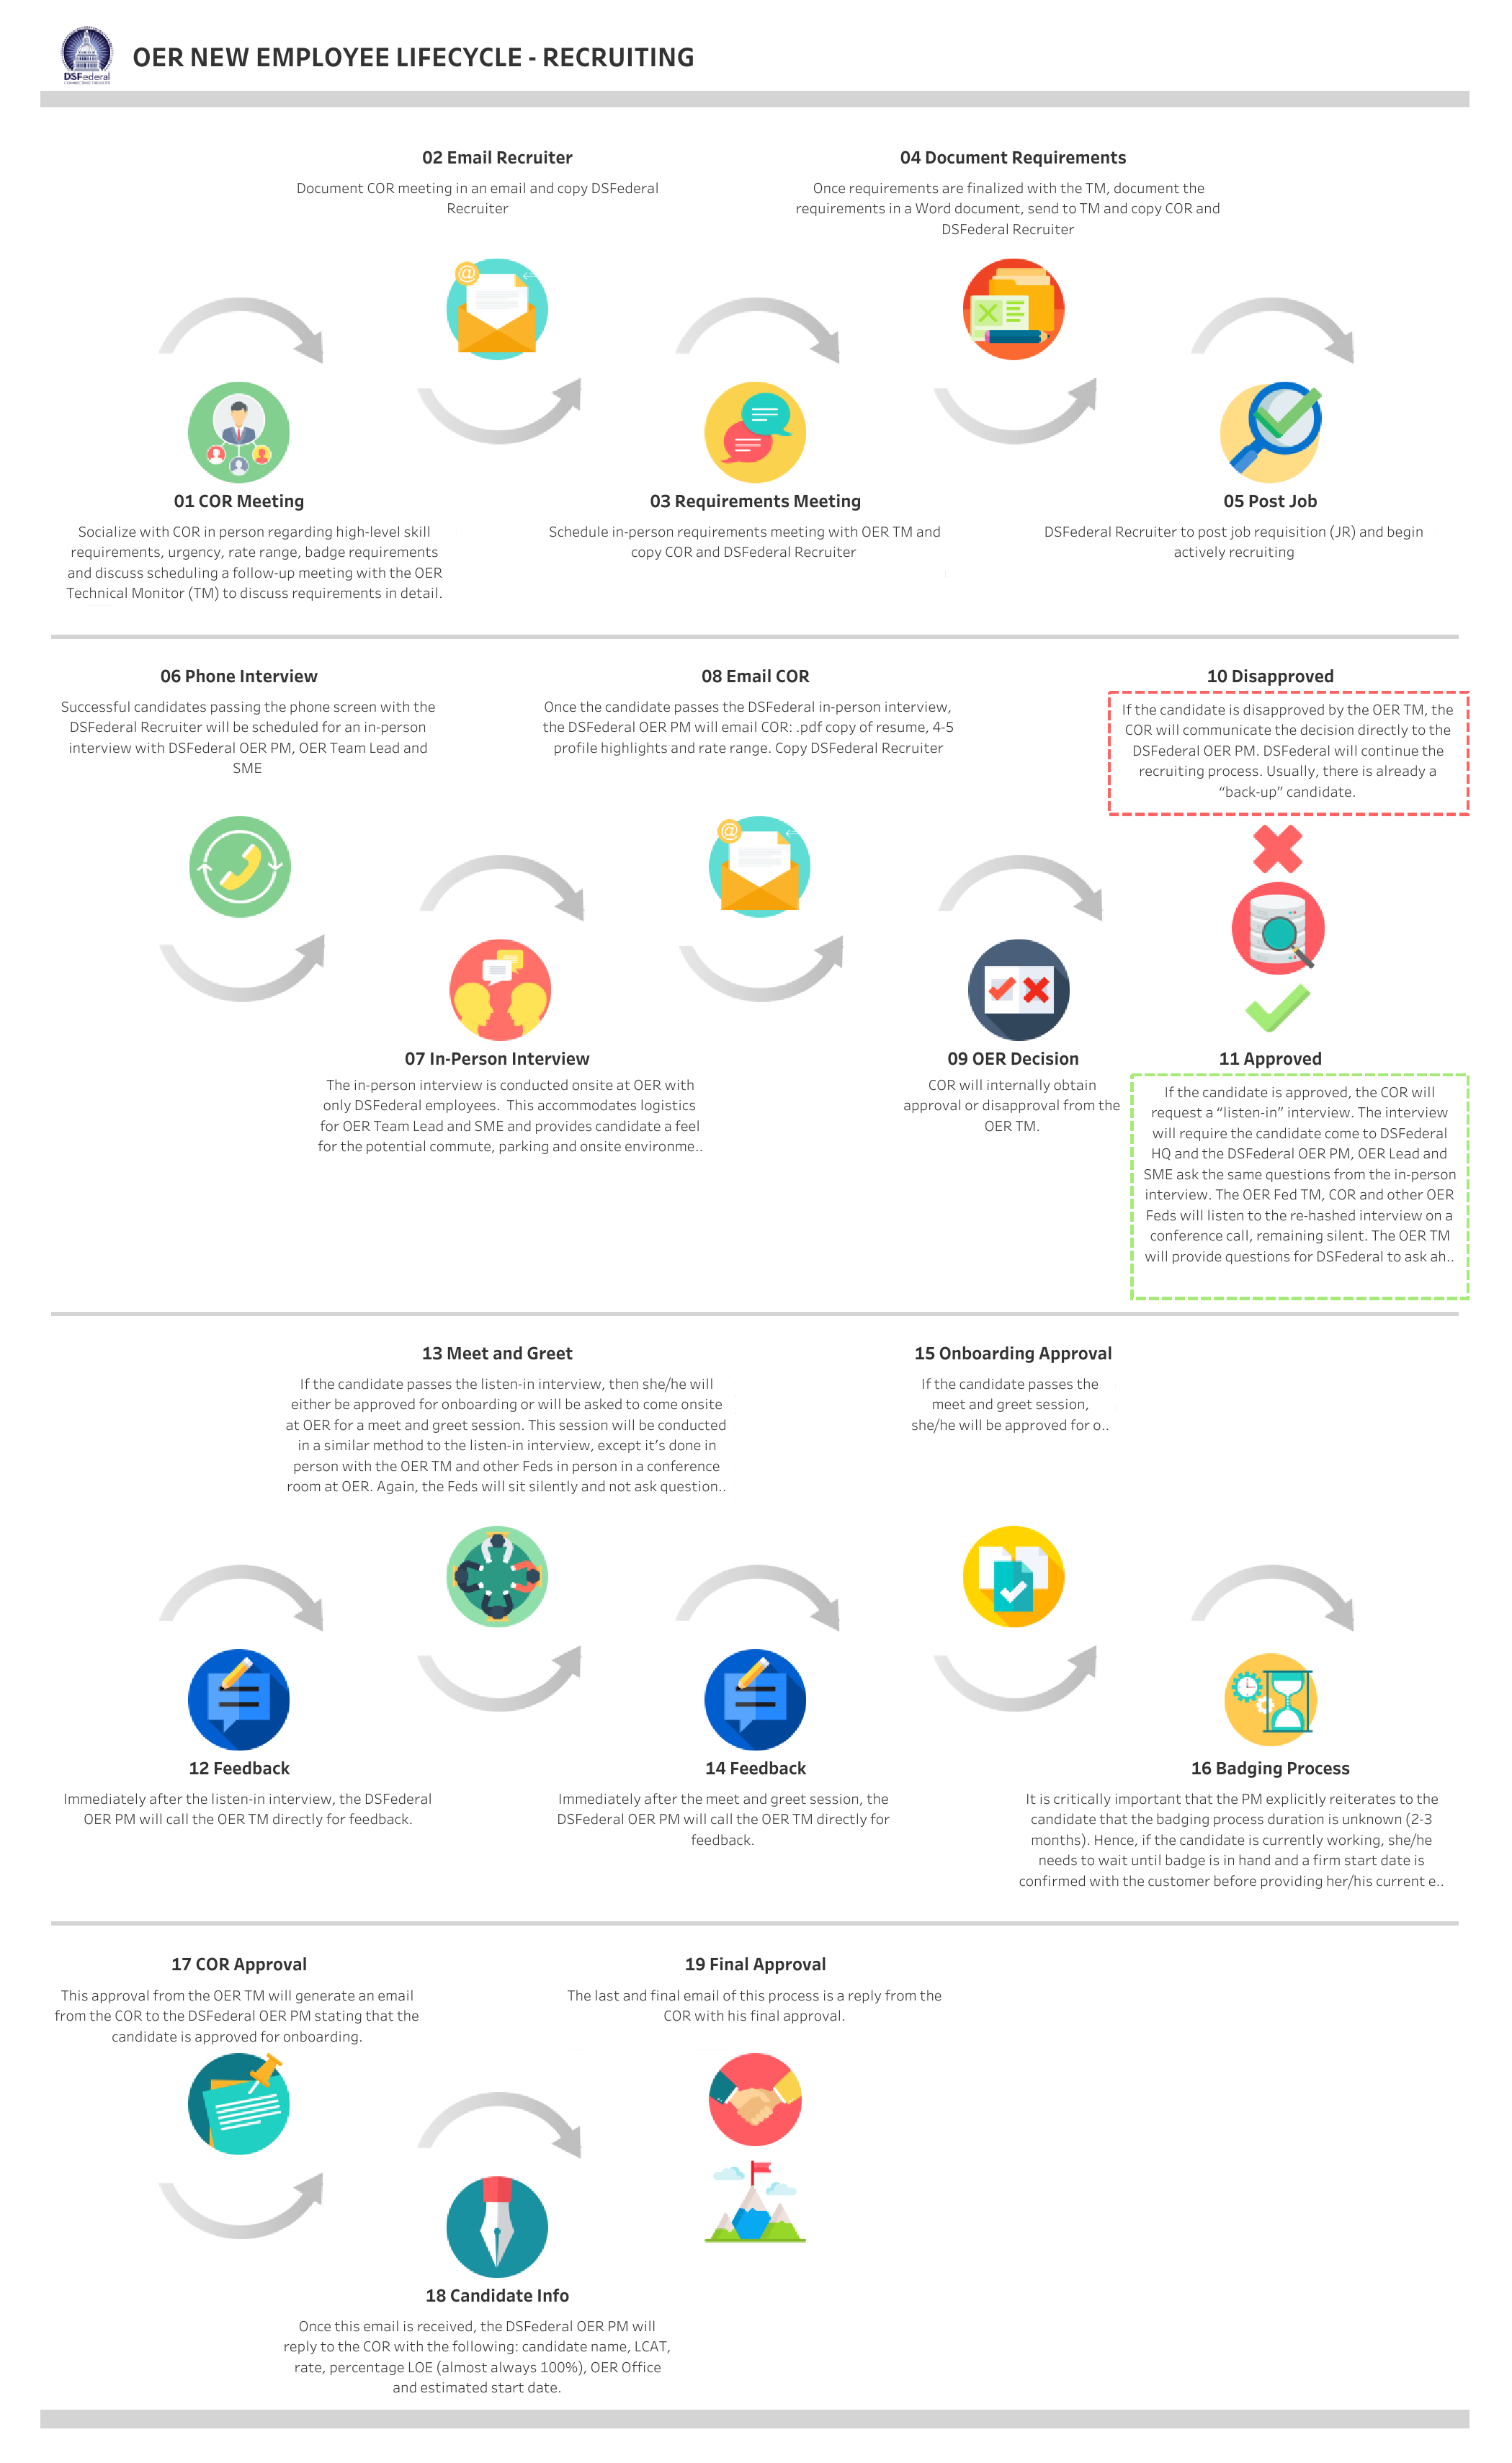 DSFederal
OER NEW EMPLOYEE LIFECYCLE - RECRUITING
02 Email Recruiter
Document COR meeting in an email and copy DSFederal
Recruiter
04 Document Requirements
Once requirements are finalized with the TM, document the
requirements in a Word document, send to TM and copy COR and
DSFederal Recruiter
01 COR Meeting
Socialize with COR in person regarding high-level skill
requirements, urgency, rate range, badge requirements
and discuss scheduling a follow-up meeting with the OER
Technical Monitor (TM) to discuss requirements in detail.
03 Requirements Meeting
Schedule in-person requirements meeting with OER TM and
copy COR and DSFederal Recruiter
05 Post Job
DSFederal Recruiter to post job requisition (JR) and begin
actively recruiting
06 Phone Interview
Successful candidates passing the phone screen with the
DSFederal Recruiter will be scheduled for an in-person
interview with DSFederal OER PM, OER Team Lead and
SME
08 Email COR
Once the candidate passes the DSFederal in-person interview,
the DSFederal OER PM will email COR: .pdf copy of resume, 4-5
profile highlights and rate range. Copy DSFederal Recruiter
10 Disapproved
If the candidate is disapproved by the OER TM, the
COR will communicate the decision directly to the
DSFederal OER PM. DSFederal will continue the
recruiting process. Usually, there is already a
“back-up” candidate.
07 In-Person Interview
The in-person interview is conducted onsite at OER with
only DSFederal employees. This accommodates logistics
for OER Team Lead and SME and provides candidate a feel
for the potential commute, parking and onsite environme..
09 OER Decision
COR will internally obtain
approval or disapproval from the
OER TM.
11 Approved
If the candidate is approved, the COR will
request a “listen-in” interview. The interview
will require the candidate come to DSFederal
HQ and the DSFederal OER PM, OER Lead and
SME ask the same questions from the in-person
interview. The OER Fed TM, COR and other OER
Feds will listen to the re-hashed interview on a
conference call, remaining silent. The OER TM
will provide questions for DSFederal to ask ah..
13 Meet and Greet
If the candidate passes the listen-in interview, then she/he will
either be approved for onboarding or will be asked to come onsite
at OER for a meet and greet session. This session will be conducted
in a similar method to the listen-in interview, except it’s done in
person with the OER TM and other Feds in person in a conference
room at OER. Again, the Feds will sit silently and not ask question..
15 Onboarding Approval
If the candidate passes the
meet and greet session,
she/he will be approved for o..
12 Feedback
Immediately after the listen-in interview, the DSFederal
OER PM will call the OER TM directly for feedback.
14 Feedback
Immediately after the meet and greet session, the
DSFederal OER PM will call the OER TM directly for
feedback.
16 Badging Process
It is critically important that the PM explicitly reiterates to the
candidate that the badging process duration is unknown (2-3
months). Hence, if the candidate is currently working, she/he
needs to wait until badge is in hand and a firm start date is
confirmed with the customer before providing her/his current e..
17 COR Approval
This approval from the OER TM will generate an email
from the COR to the DSFederal OER PM stating that the
candidate is approved for onboarding.
19 Final Approval
The last and final email of this process is a reply from the
COR with his final approval.
18 Candidate Info
Once this email is received, the DSFederal OER PM will
reply to the COR with the following: candidate name, LCAT,
rate, percentage LOE (almost always 100%), OER Office
and estimated start date.